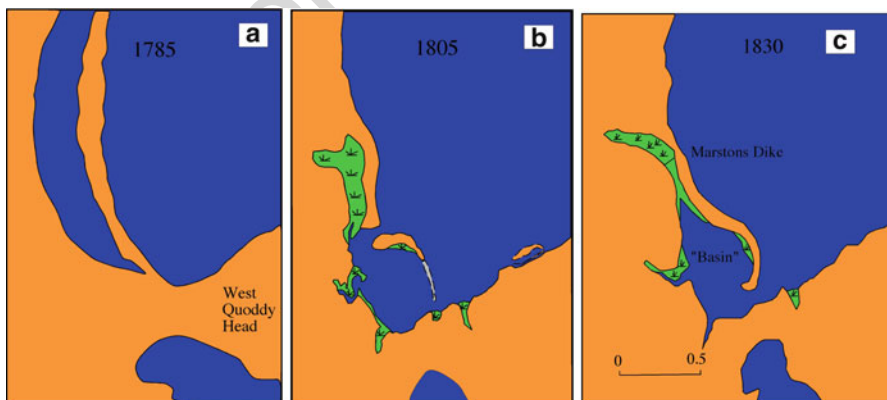 a
1785
West
Quoddy
Head
b
1805
c
1830
Marstons Dike
"Basin"
0 0.5